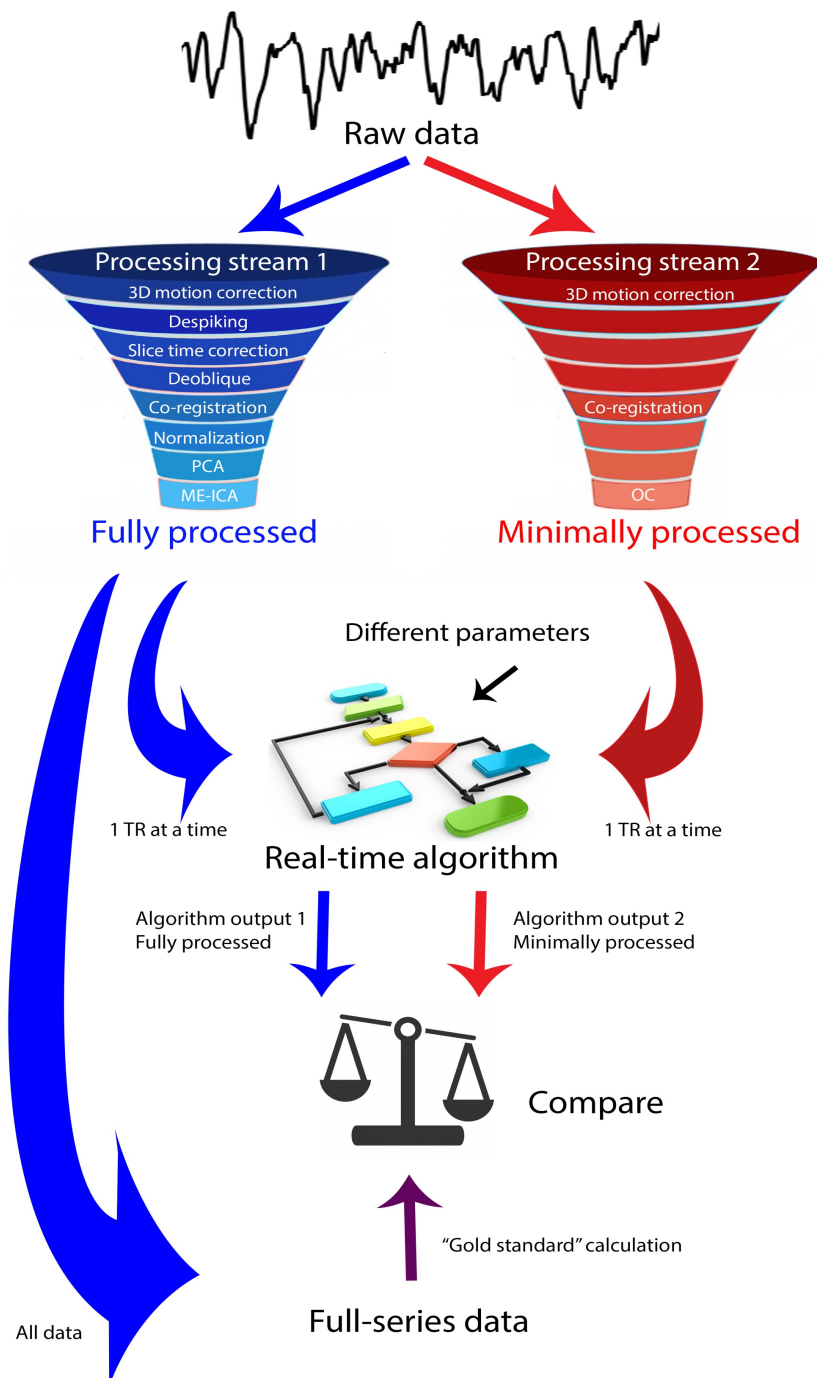 Raw data
Processing stream 1
3D motion correction
Despiking
Slice time correction
Deoblique
Co-registration
Normalization
PCA
ME-ICA
Fully processed
Processing stream 2
3D motion correction
Co-registration
OC
Minimally processed
Different parameters
1 TR at a time
1 TR at a time
Real-time algorithm
Algorithm output 1
Fully processed
Algorithm output 2
Minimally processed
Compare
“Gold standard” calculation
Full-series data
All data